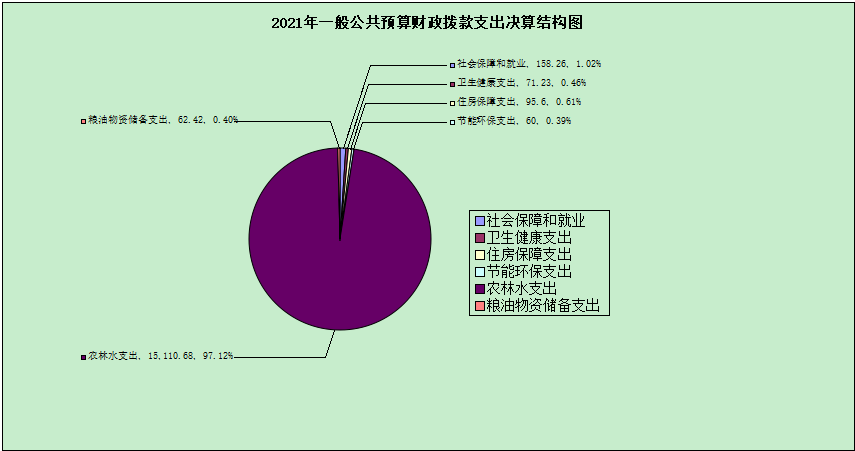 2021年一般公共预算财政拨款支出决算结构图
社会保障和就业, 158.26, 1.02%
卫生健康支出, 71.23, 0.46%
住房保障支出, 95.6, 0.61%
节能环保支出, 60, 0.39%
粮油物资储备支出, 62.42, 0.40%
社会保障和就业
卫生健康支出
住房保障支出
节能环保支出
农林水支出
粮油物资储备支出
农林水支出, 15,110.68, 97.12%